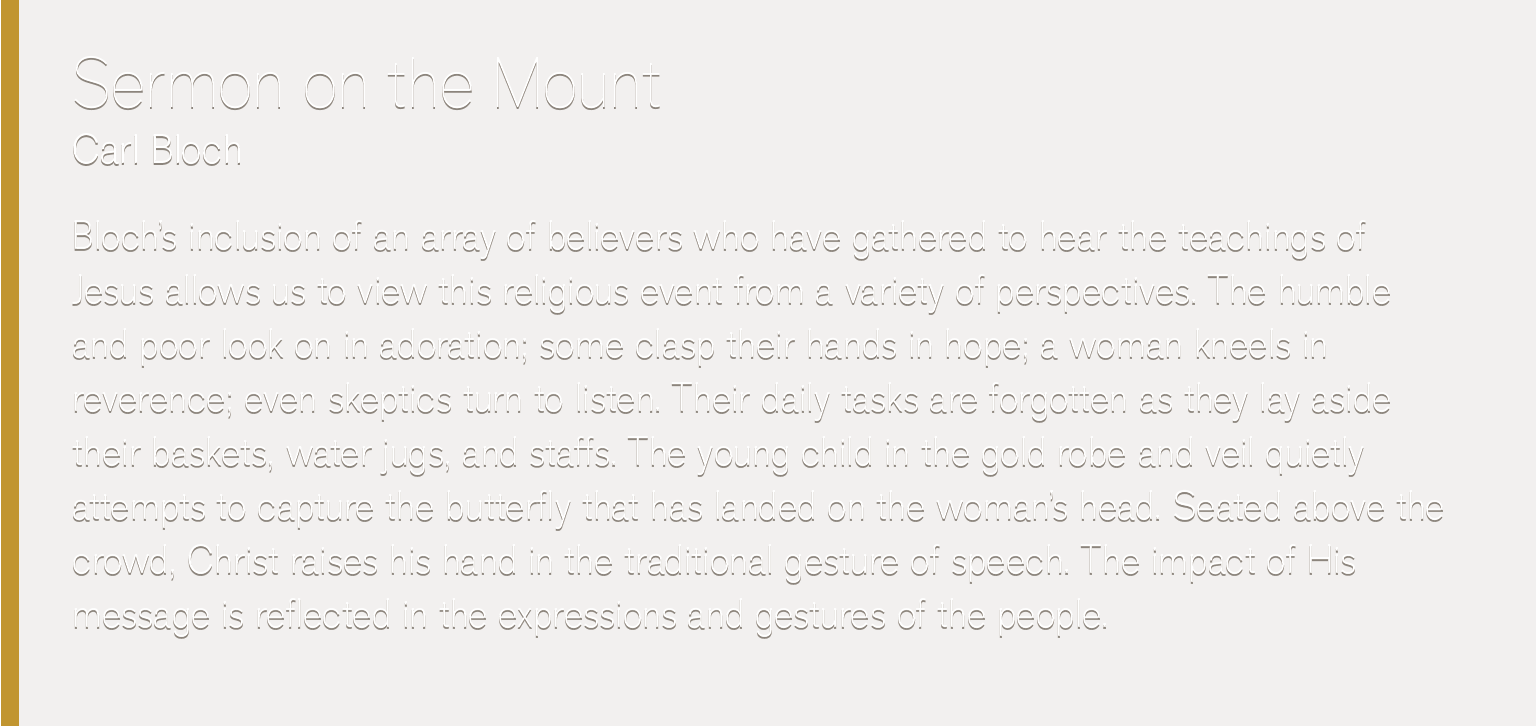 Sermon on the Mount
Carl Bloch
Bloch's inclusion of an array of believers who have gathered to hear the teachings of
Jesus allows us to view this religious event from a variety of perspectives. The humble
and poor look on in adoration; some clasp their hands in hope; a woman kneels in
reverence; even skeptics turn to listen. Their daily tasks are forgotten as they lay aside
their baskets, water jugs, and staffs. The young child in the gold robe and veil quietly
attempts to capture the butterfly that has landed on the woman's head. Seated above the
crowd, Christ raises his hand in the traditional gesture of speech. The impact of His
message is reflected in the expressions and gestures of the people.